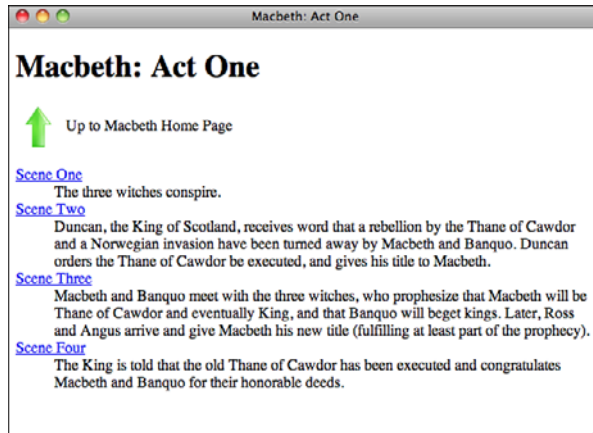 Macbeth: Act One
Macbeth: Act One
Up to Macbeth Home Page
Scene One
The three witches conspire.
Scene Two
Duncan, the King of Scotland, receives word that a rebellion by the Thane of Cawdor
and a Norwegian invasion have been turned away by Macbeth and Banquo. Duncan
orders the Thane of Cawdor be executed, and gives his title to Macbeth.
Scene Three
Macbeth and Banquo meet with the three witches, who prophesize that Macbeth will be
Thane of Cawdor and eventually King, and that Banquo will beget kings. Later, Ross
and Angus arrive and give Macbeth his new title (fulfilling at least part of the prophecy).
Scene Four
The King is told that the old Thane of Cawdor has been executed and congratulates
Macbeth and Banquo for their honorable deeds.